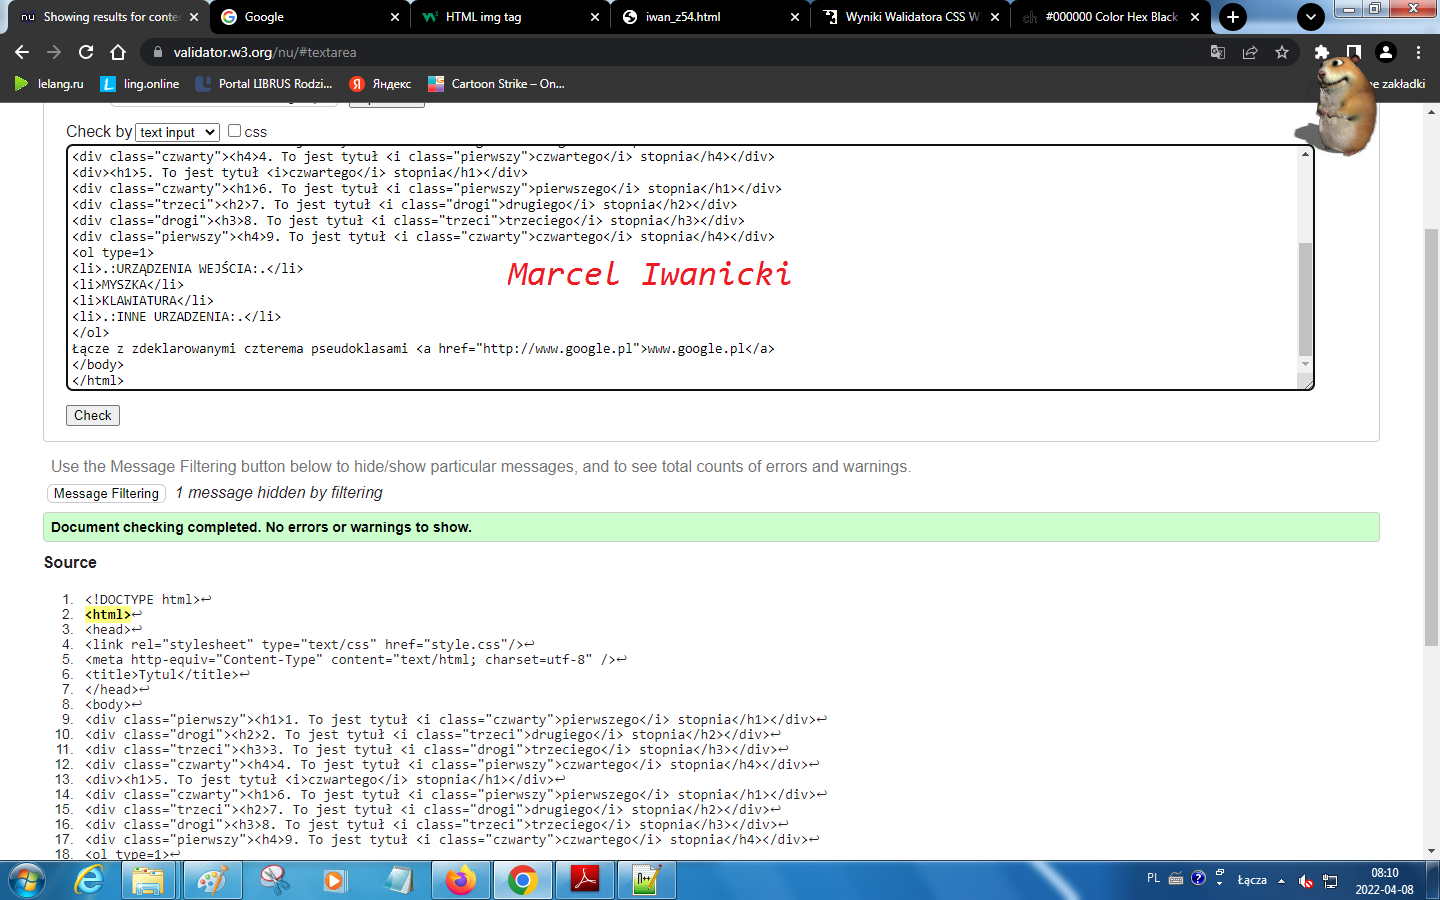 Showing results for conte
Google
HTML img tag
iwan_z54.html
Wyniki Walidatora CSS W
#000000 Color Hex Black
validator.w3.org/nu/#textarea
lelang.ru
ling.online
Portal LIBRUS Rodzi...
Яндекс
Cartoon Strike – On...
ne zakładki
Check by text input css
<div class="czwarty"><h4>4. To jest tytuł <i class="pierwszy">czwartego</i> stopnia</h4></div>
<div><h1>5. To jest tytuł <i>czwartego</i> stopnia</h1></div>
<div class="czwarty"><h1>6. To jest tytuł <i class="pierwszy">pierwszego</i> stopnia</h1></div>
<div class="trzeci"><h2>7. To jest tytuł <i class="drogi">drugiego</i> stopnia</h2></div>
<div class="drogi"><h3>8. To jest tytuł <i class="trzeci">trzeciego</i> stopnia</h3></div>
<div class="pierwszy"><h4>9. To jest tytuł <i class="czwarty">czwartego</i> stopnia</h4></div>
<ol type=1>
<li>.:URZĄDZENIA WEJŚCIA:.</li>
Marcel Iwanicki
<li>MYSZKA</li>
<li>KLAWIATURA</li>
<li>.:INNE URZADZENIA:.</li>
</ol>
Łącze z zdeklarowanymi czterema pseudoklasami <a href="http://www.google.pl">www.google.pl</a>
</body>
</html>
Check
Use the Message Filtering button below to hide/show particular messages, and to see total counts of errors and warnings.
Message Filtering 1 message hidden by filtering
Document checking completed. No errors or warnings to show.
Source
1. <!DOCTYPE html>↩
2. <html>↩
3. <head>↩
4. <link rel="stylesheet" type="text/css" href="style.css"/>↩
5. <meta http-equiv="Content-Type" content="text/html; charset=utf-8" />↩
6. <title>Tytul</title>↩
7. </head>↩
8. <body>↩
9. <div class="pierwszy"><h1>1. To jest tytuł <i class="czwarty">pierwszego</i> stopnia</h1></div>↩
10. <div class="drogi"><h2>2. To jest tytuł <i class="trzeci">drugiego</i> stopnia</h2></div>↩
11. <div class="trzeci"><h3>3. To jest tytuł <i class="drogi">trzeciego</i> stopnia</h3></div>↩
12. <div class="czwarty"><h4>4. To jest tytuł <i class="pierwszy">czwartego</i> stopnia</h4></div>↩
13. <div><h1>5. To jest tytuł <i>czwartego</i> stopnia</h1></div>↩
14. <div class="czwarty"><h1>6. To jest tytuł <i class="pierwszy">pierwszego</i> stopnia</h1></div>↩
15. <div class="trzeci"><h2>7. To jest tytuł <i class="drogi">drugiego</i> stopnia</h2></div>↩
16. <div class="drogi"><h3>8. To jest tytuł <i class="trzeci">trzeciego</i> stopnia</h3></div>↩
17. <div class="pierwszy"><h4>9. To jest tytuł <i class="czwarty">czwartego</i> stopnia</h4></div>↩
18. <ol type=1>↩
PL
Łącza
08:10
2022-04-08